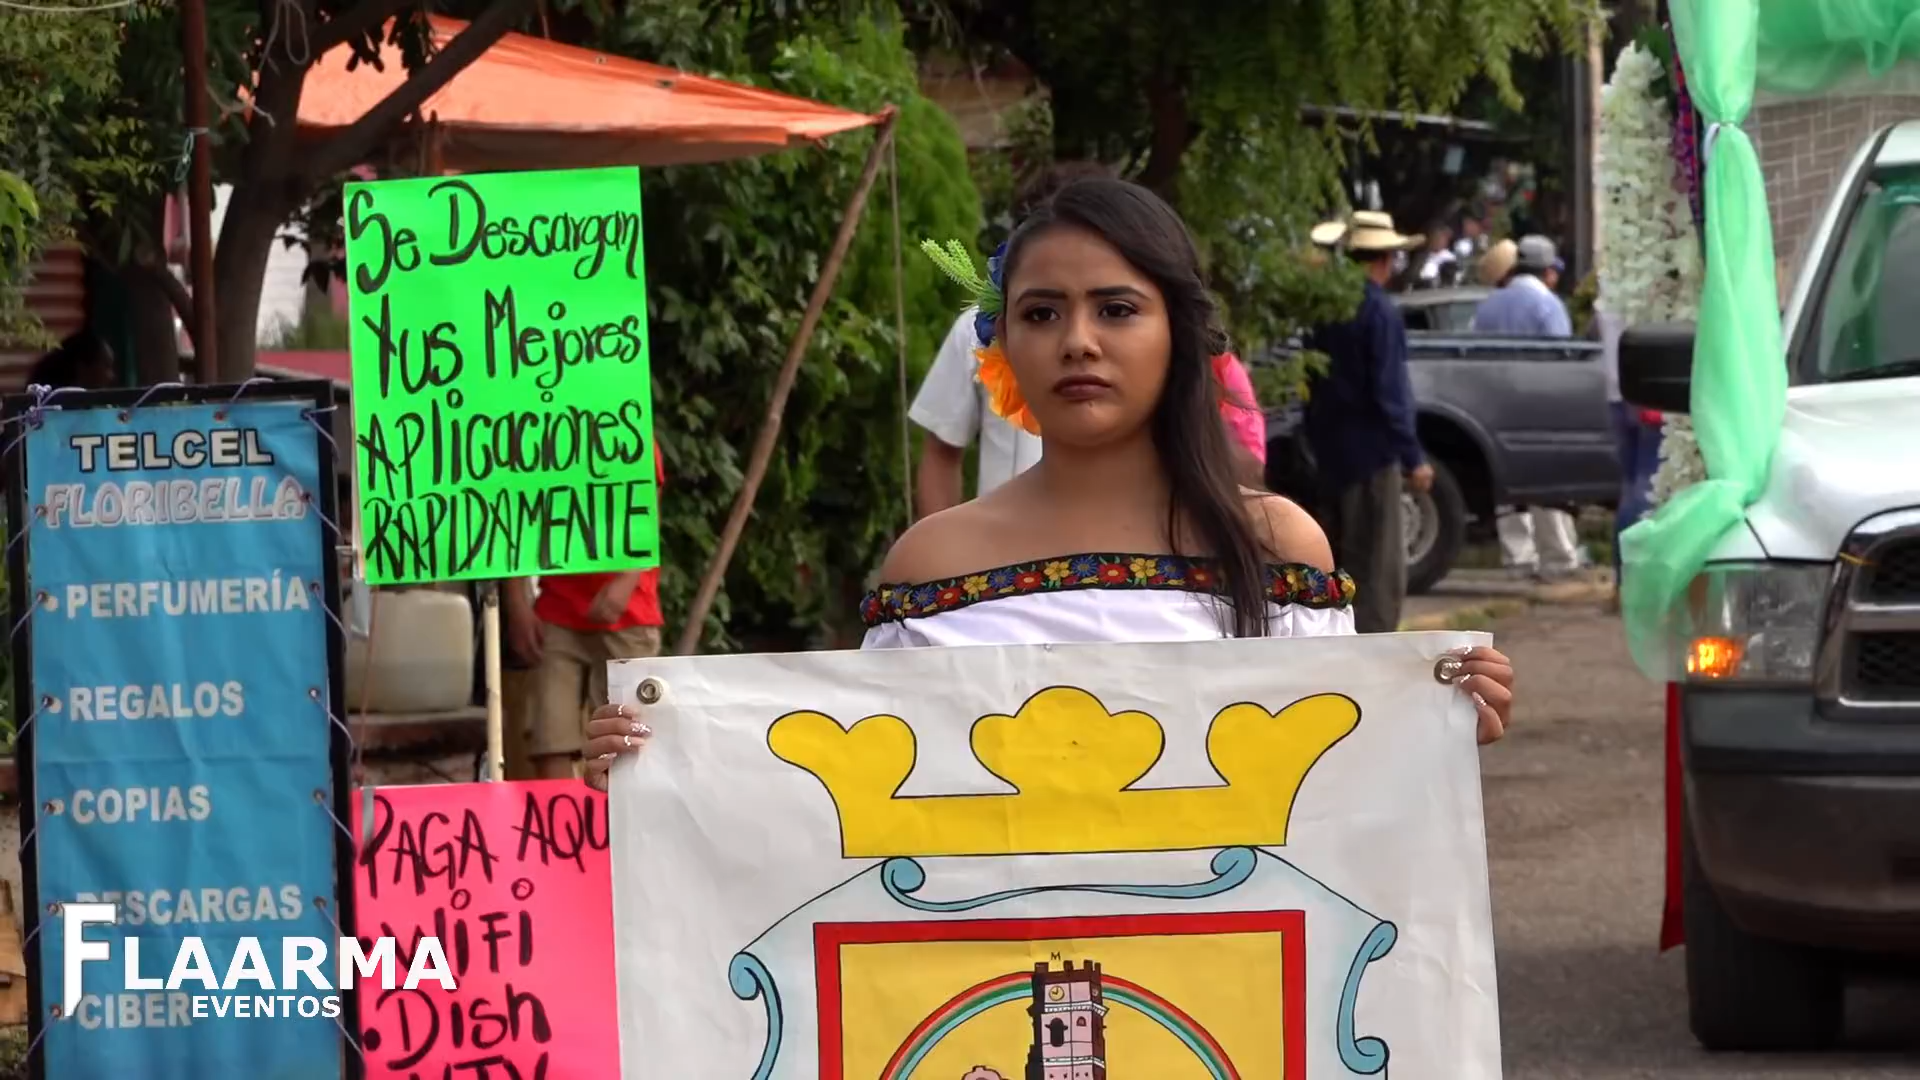 Se Descargan
Tus Mejores
Aplicaciones
RAPIDAMENTE
TELCEL
FLORIBELLA
• PERFUMERÍA
• REGALOS
• COPIAS
• DESCARGAS
• CIBER
PAGA AQU
• WiFi
• Dish
M
FLAARMA
EVENTOS